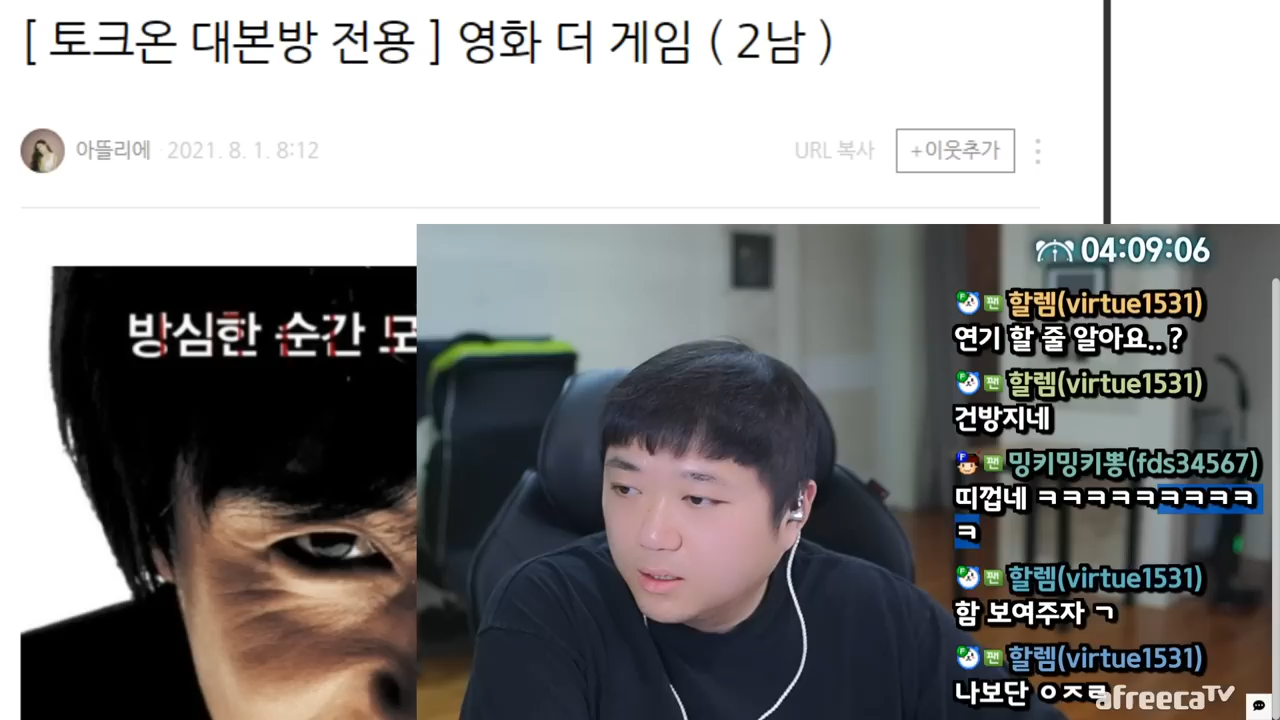 [ 토크온 대본방 전용 ] 영화 더 게임 ( 2남 )
아뜰리에 · 2021. 8. 1. 8:12
URL 복사
+이웃추가
방심한 순간
04:09:06
할렘(virtue1531)
연기 할 줄 알아요..?
할렘(virtue1531)
건방지네
밍키밍키뽕(fds34567)
띠껍네 ㅋㅋㅋㅋㅋㅋㅋㅋㅋ
ㅋ
할렘(virtue1531)
함 보여주자 ㄱ
할렘(virtue1531)
나보단 ㅇㅈㄹ
afreecaTV